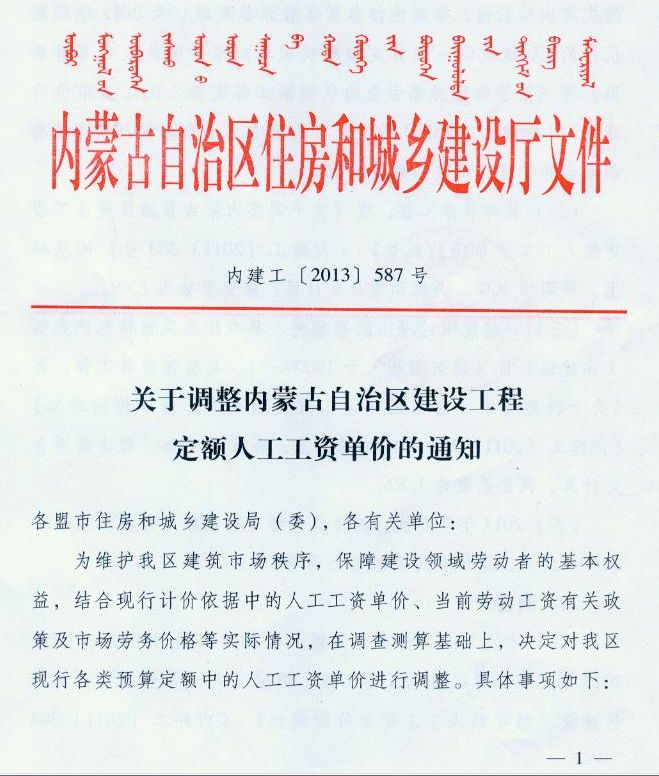 内蒙古自治区住房和城乡建设厅文件
内建工〔2013〕587 号
关于调整内蒙古自治区建设工程
定额人工工资单价的通知
各盟市住房和城乡建设局（委），各有关单位：
为维护我区建筑市场秩序，保障建设领域劳动者的基本权
益，结合现行计价依据中的人工工资单价、当前劳动工资有关政
策及市场劳务价格等实际情况，在调查测算基础上，决定对我区
现行各类预算定额中的人工工资单价进行调整。具体事项如下：
— 1 —